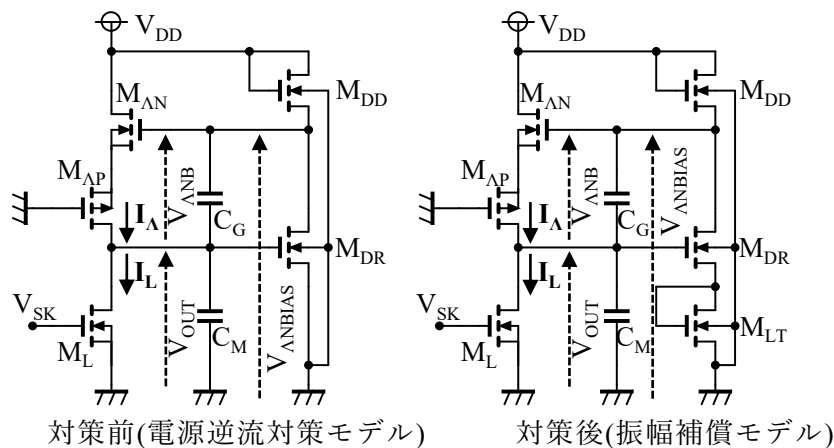 V_DD V_DD
M_ΛN M_DD M_ΛN M_DD
M_ΛP M_ΛP
I_Λ V_ΛNB C_G M_DR I_Λ V_ΛNB C_G V_ΛNBIAS M_DR
I_L I_L
V_SK V_OUT C_M V_ΛNBIAS V_SK V_OUT C_M M_LT
M_L M_L
対策前(電源逆流対策モデル) 対策後(振幅補償モデル)